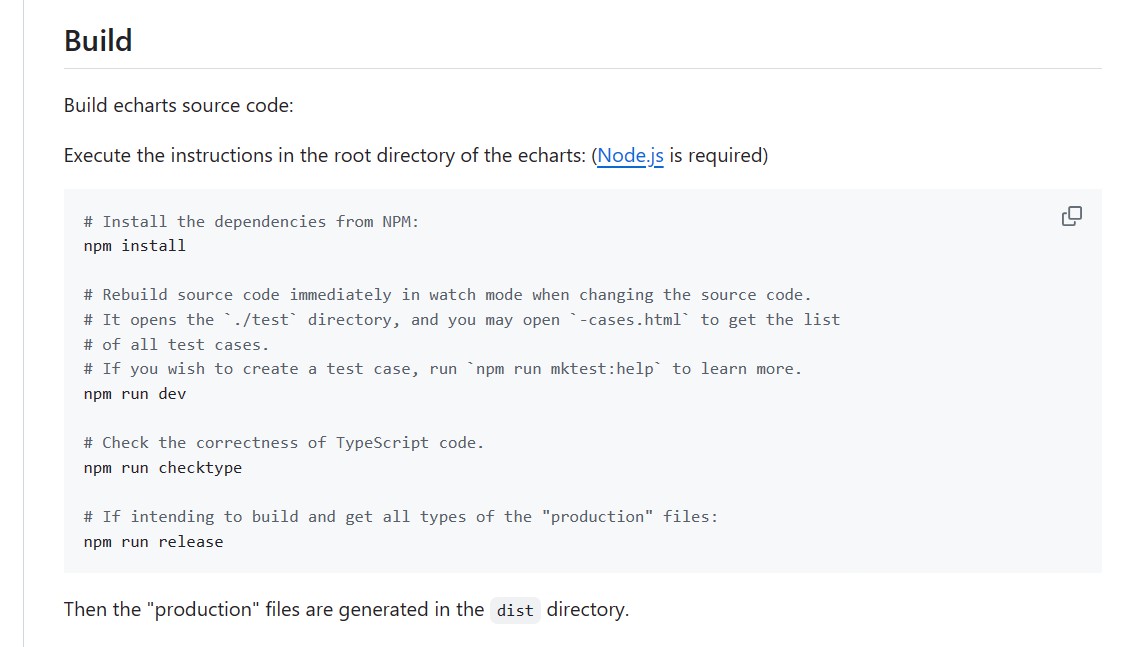 Build
Build echarts source code:
Execute the instructions in the root directory of the echarts: (Node.js is required)
# Install the dependencies from NPM:
npm install
# Rebuild source code immediately in watch mode when changing the source code.
# It opens the `./test` directory, and you may open `-cases.html` to get the list
# of all test cases.
# If you wish to create a test case, run `npm run mktest:help` to learn more.
npm run dev
# Check the correctness of TypeScript code.
npm run checktype
# If intending to build and get all types of the "production" files:
npm run release
Then the "production" files are generated in the dist directory.